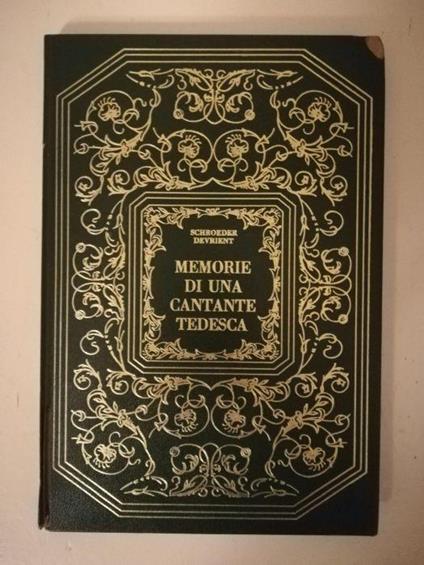 SCHROEDER
DEVRIENT
MEMORIE
DI UNA
CANTANTE
TEDESCA